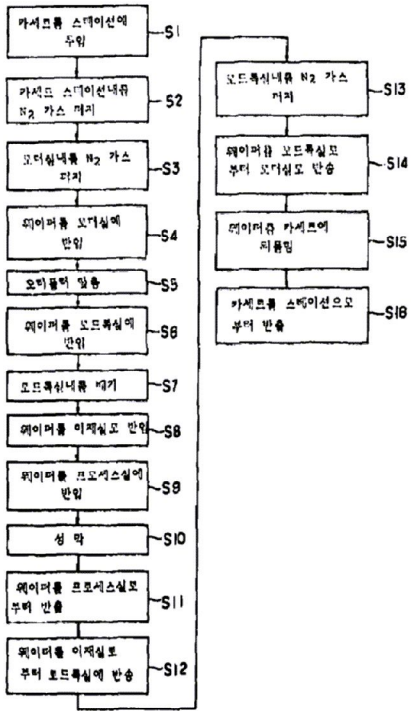 카세트를 스테이션에
투입
S1
카세트 스테이션내를
N2 가스 퍼지
S2
로더실내를 N2 가스
퍼지
S3
웨이퍼를 로더실에
반입
S4
오리플러 맞춤
S5
웨이퍼를 로드록실에
반입
S6
로드록실내를 배기
S7
웨이퍼를 이재실로 반입
S8
웨이퍼를 프로세스실에
반입
S9
성 막
S10
웨이퍼를 프로세스실로
부터 반출
S11
웨이퍼를 이재실로
부터 로드록실에 반송
S12
로드록실내를 N2 가스
퍼지
S13
웨이퍼를 로드록실로
부터 로더실로 반송
S14
웨이퍼를 카세트에
되돌림
S15
카세트를 스테이션으로
부터 반출
S16